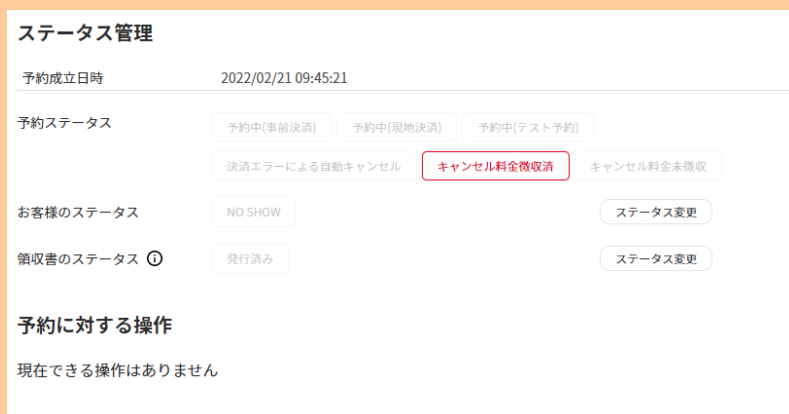 ステータス管理
予約成立日時 2022/02/21 09:45:21
予約ステータス 予約中(事前決済) 予約中(現地決済) 予約中(テスト予約)
決済エラーによる自動キャンセル キャンセル料金徴収済 キャンセル料金未徴収
お客様のステータス NO SHOW ステータス変更
領収書のステータス 発行済み ステータス変更
予約に対する操作
現在できる操作はありません